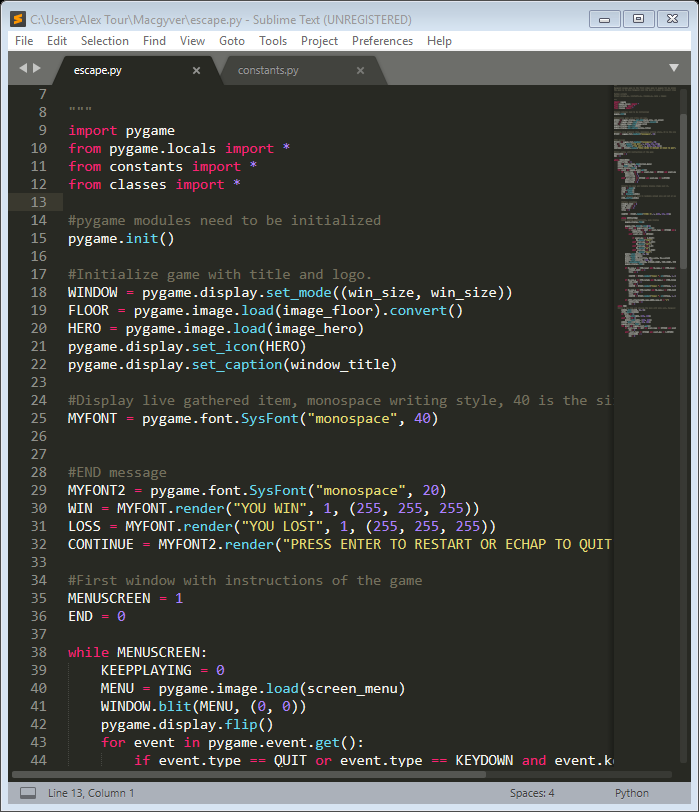 C:\Users\Alex Tour\Macgyver\escape.py - Sublime Text (UNREGISTERED)
File Edit Selection Find View Goto Tools Project Preferences Help
escape.py × constants.py ×
7
8 """
9 import pygame
10 from pygame.locals import *
11 from constants import *
12 from classes import *
13
14 #pygame modules need to be initialized
15 pygame.init()
16
17 #Initialize game with title and logo.
18 WINDOW = pygame.display.set_mode((win_size, win_size))
19 FLOOR = pygame.image.load(image_floor).convert()
20 HERO = pygame.image.load(image_hero)
21 pygame.display.set_icon(HERO)
22 pygame.display.set_caption(window_title)
23
24 #Display live gathered item, monospace writing style, 40 is the si
25 MYFONT = pygame.font.SysFont("monospace", 40)
26
27
28 #END message
29 MYFONT2 = pygame.font.SysFont("monospace", 20)
30 WIN = MYFONT.render("YOU WIN", 1, (255, 255, 255))
31 LOSS = MYFONT.render("YOU LOST", 1, (255, 255, 255))
32 CONTINUE = MYFONT2.render("PRESS ENTER TO RESTART OR ECHAP TO QUIT
33
34 #First window with instructions of the game
35 MENUSCREEN = 1
36 END = 0
37
38 while MENUSCREEN:
39     KEEPPLAYING = 0
40     MENU = pygame.image.load(screen_menu)
41     WINDOW.blit(MENU, (0, 0))
42     pygame.display.flip()
43     for event in pygame.event.get():
44         if event.type == QUIT or event.type == KEYDOWN and event.k
Line 13, Column 1 Spaces: 4 Python